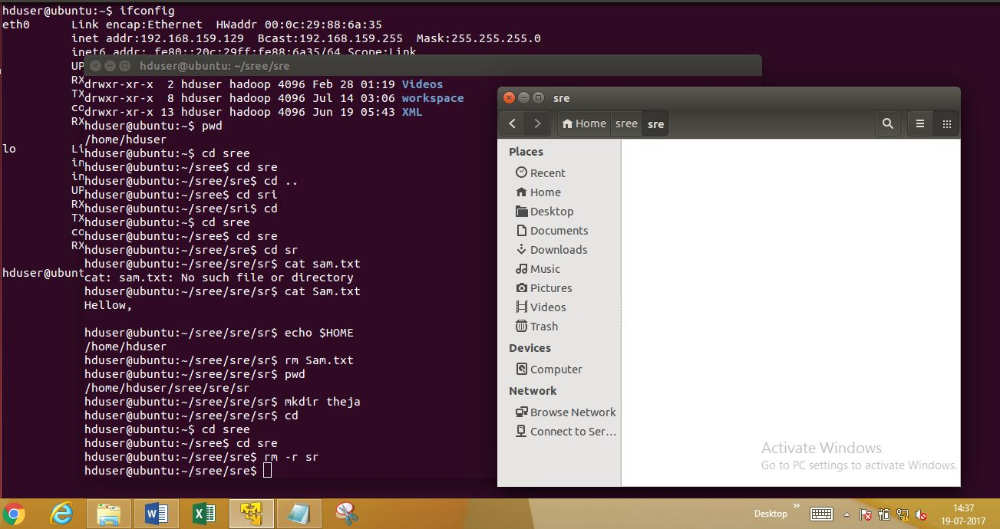 hduser@ubuntu:~$ ifconfig
eth0 Link encap:Ethernet HWaddr 00:0c:29:88:6a:35
inet addr:192.168.159.129 Bcast:192.168.159.255 Mask:255.255.255.0
inet6 addr: fe80::20c:29ff:fe88:6a35/64 Scope:Link
UP
RX
TX
co
RX
lo Li
in
in
UP
RX
TX
co
RX
hduser@ubunt
hduser@ubuntu: ~/sree/sre
drwxr-xr-x 2 hduser hadoop 4096 Feb 28 01:19 Videos
drwxr-xr-x 8 hduser hadoop 4096 Jul 14 03:06 workspace
drwxr-xr-x 13 hduser hadoop 4096 Jun 19 05:43 XML
hduser@ubuntu:~$ pwd
/home/hduser
hduser@ubuntu:~$ cd sree
hduser@ubuntu:~/sree$ cd sre
hduser@ubuntu:~/sree/sre$ cd ..
hduser@ubuntu:~/sree$ cd sri
hduser@ubuntu:~/sree/sri$ cd
hduser@ubuntu:~$ cd sree
hduser@ubuntu:~/sree$ cd sre
hduser@ubuntu:~/sree/sre$ cd sr
hduser@ubuntu:~/sree/sre/sr$ cat sam.txt
cat: sam.txt: No such file or directory
hduser@ubuntu:~/sree/sre/sr$ cat Sam.txt
Hellow,
hduser@ubuntu:~/sree/sre/sr$ echo $HOME
/home/hduser
hduser@ubuntu:~/sree/sre/sr$ rm Sam.txt
hduser@ubuntu:~/sree/sre/sr$ pwd
/home/hduser/sree/sre/sr
hduser@ubuntu:~/sree/sre/sr$ mkdir theja
hduser@ubuntu:~/sree/sre/sr$ cd
hduser@ubuntu:~$ cd sree
hduser@ubuntu:~/sree$ cd sre
hduser@ubuntu:~/sree/sre$ rm -r sr
hduser@ubuntu:~/sree/sre$
sre
Home sree sre
Places
Recent
Home
Desktop
Documents
Downloads
Music
Pictures
Videos
Trash
Devices
Computer
Network
Browse Network
Connect to Ser...
Activate Windows
Go to PC settings to activate Windows.
Desktop
14:37
19-07-2017